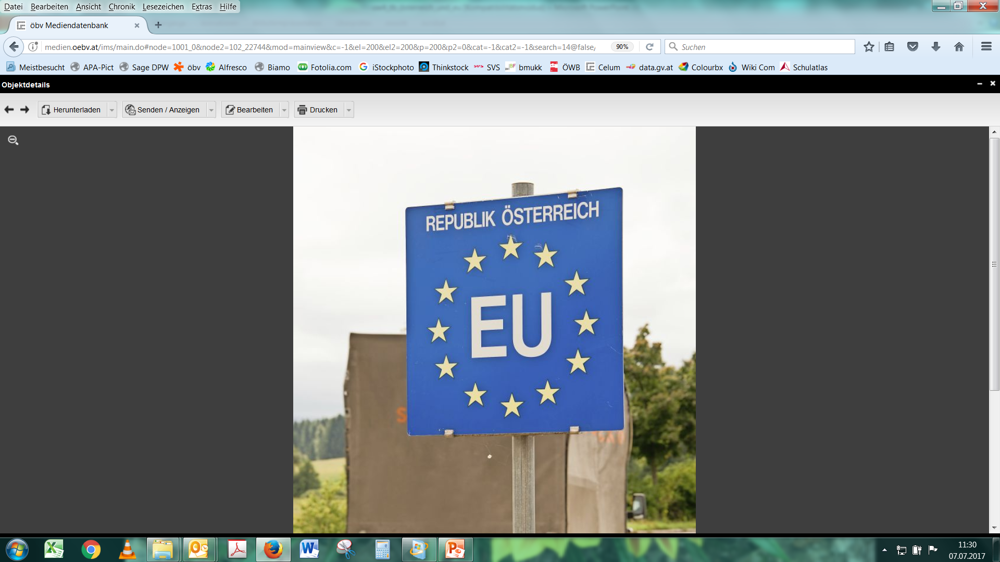 Datei Bearbeiten Ansicht Chronik Lesezeichen Extras Hilfe
öbv Mediendatenbank
medien.oebv.at/ims/main.do#node=1001_0&node2=102_22744&mod=mainview&c=-1&el=200&el2=200&p=200&p2=0&cat=-1&cat2=-1&search=14@false/
90%
Suchen
Meistbesucht APA-Pict Sage DPW öbv Alfresco Biamo Fotolia.com iStockphoto Thinkstock SVS bmukk ÖWB Celum data.gv.at Colourbx Wiki Com Schulatlas
Objektdetails
Herunterladen Senden / Anzeigen Bearbeiten Drucken
REPUBLIK ÖSTERREICH
EU
11:30
07.07.2017